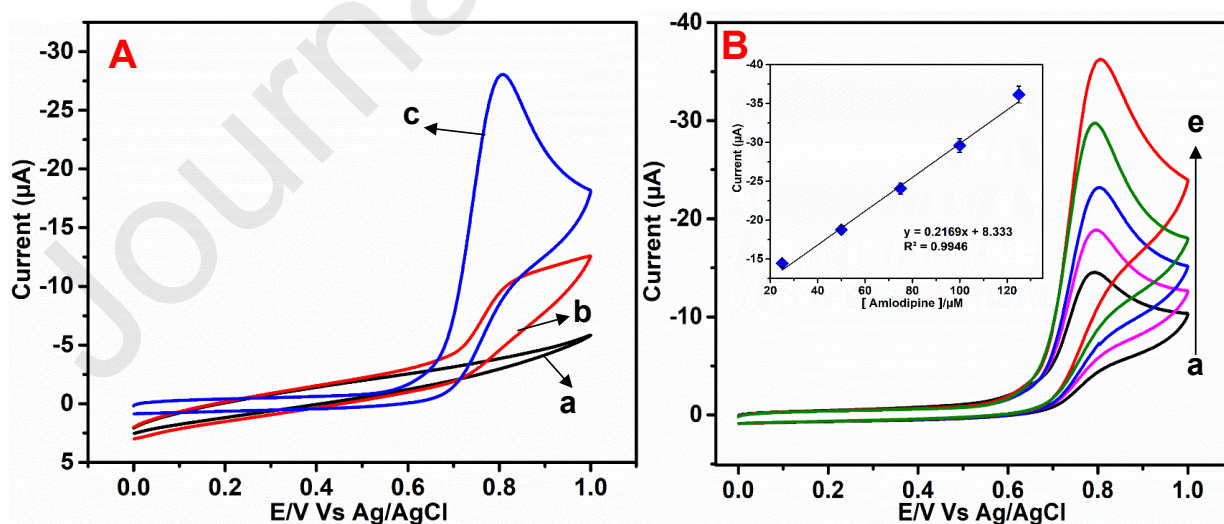 Journa
A
-30
-25
-20
-15
-10
-5
0
5
Current (µA)
c
b
a
0.0 0.2 0.4 0.6 0.8 1.0
E/V Vs Ag/AgCl
B
-40
-30
-20
-10
0
Current (µA)
e
a
0.0 0.2 0.4 0.6 0.8 1.0
E/V Vs Ag/AgCl
-40
-35
-30
-25
-20
-15
Current (µA)
y = 0.2169x + 8.333
R² = 0.9946
20 40 60 80 100 120
[ Amlodipine ]/µM